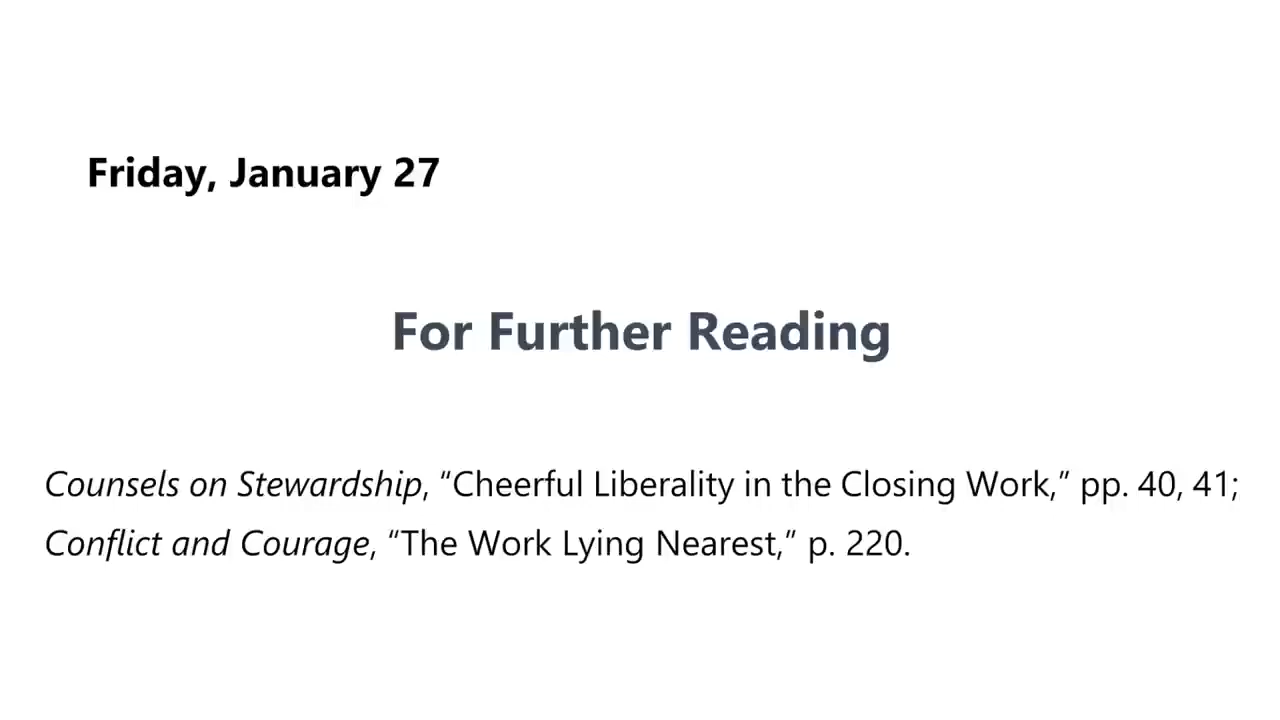 Friday, January 27
For Further Reading
Counsels on Stewardship, “Cheerful Liberality in the Closing Work,” pp. 40, 41;
Conflict and Courage, “The Work Lying Nearest,” p. 220.